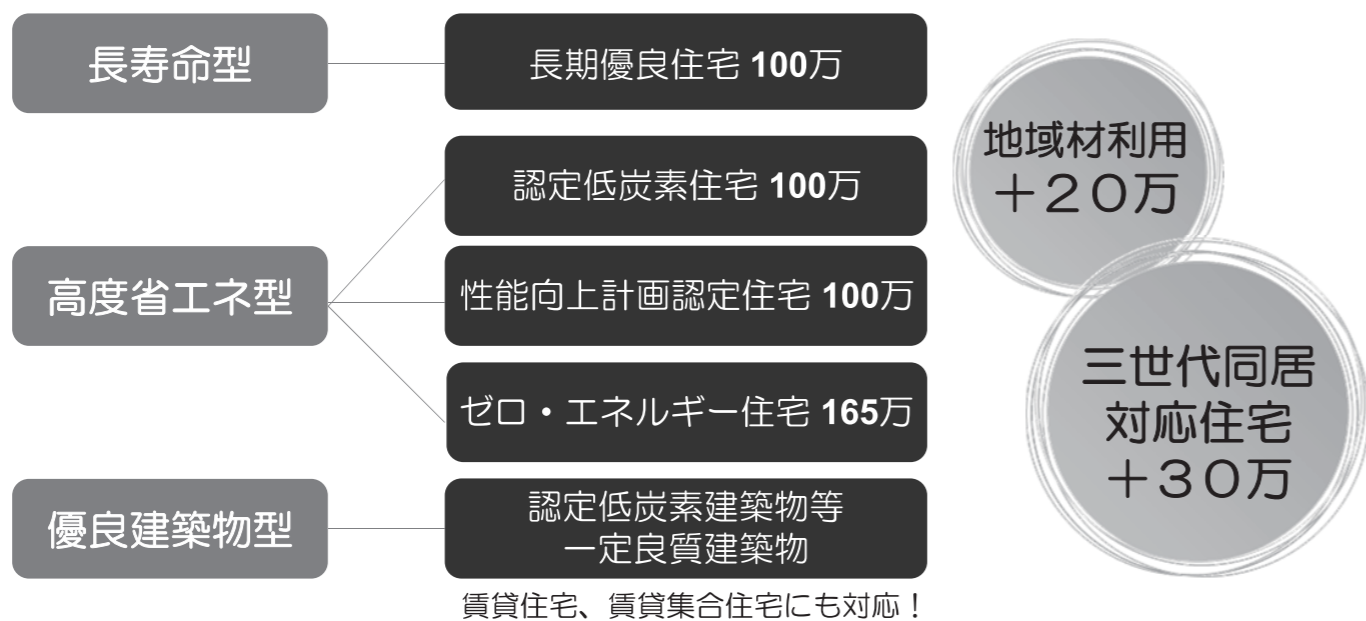 長寿命型
長期優良住宅 100万
高度省エネ型
認定低炭素住宅 100万
性能向上計画認定住宅 100万
ゼロ・エネルギー住宅 165万
優良建築物型
認定低炭素建築物等
一定良質建築物
賃貸住宅、賃貸集合住宅にも対応！
地域材利用
＋２０万
三世代同居
対応住宅
＋３０万